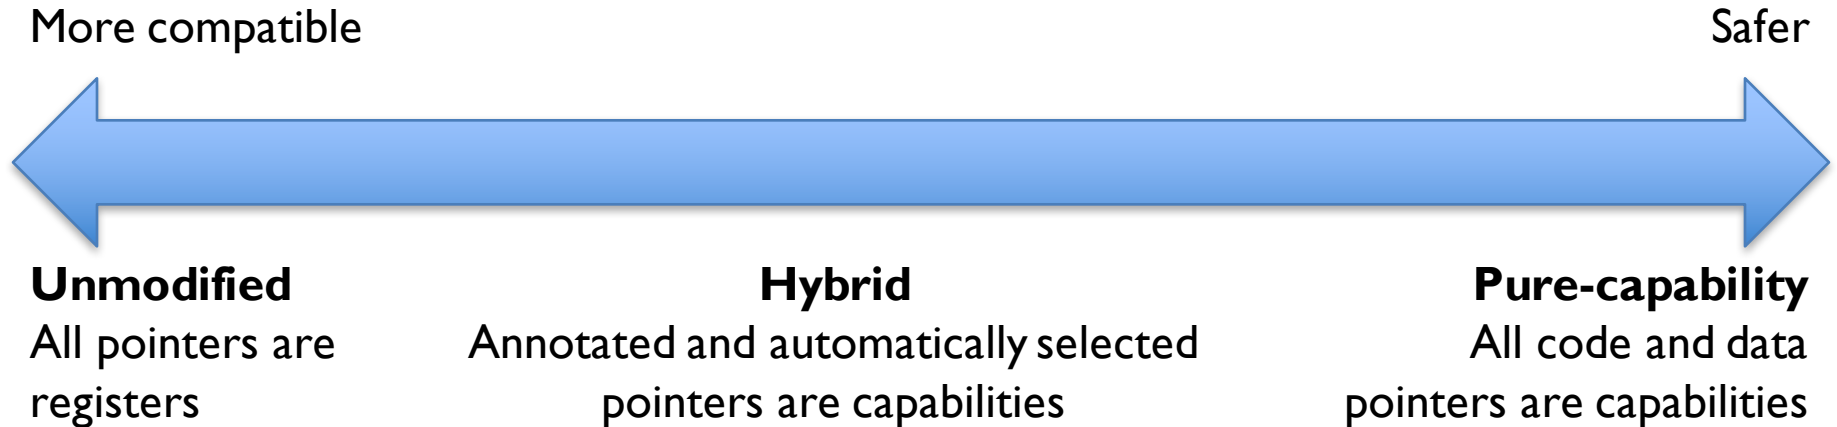 More compatible
Safer
Unmodified
All pointers are
registers
Hybrid
Annotated and automatically selected
pointers are capabilities
Pure-capability
All code and data
pointers are capabilities